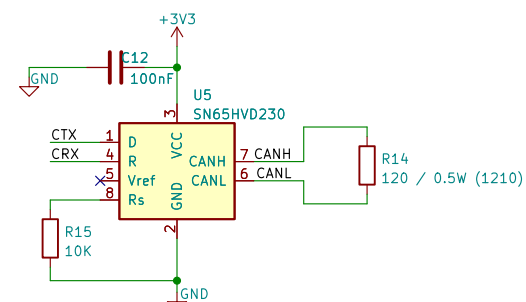 +3V3
C12
GND
100nF
U5
SN65HVD230
3
CTX
1
D
VCC
CRX
4
R
CANH
7
CANH
R14
5
Vref
CANL
6
CANL
120 / 0.5W (1210)
8
Rs
GND
2
R15
10K
GND